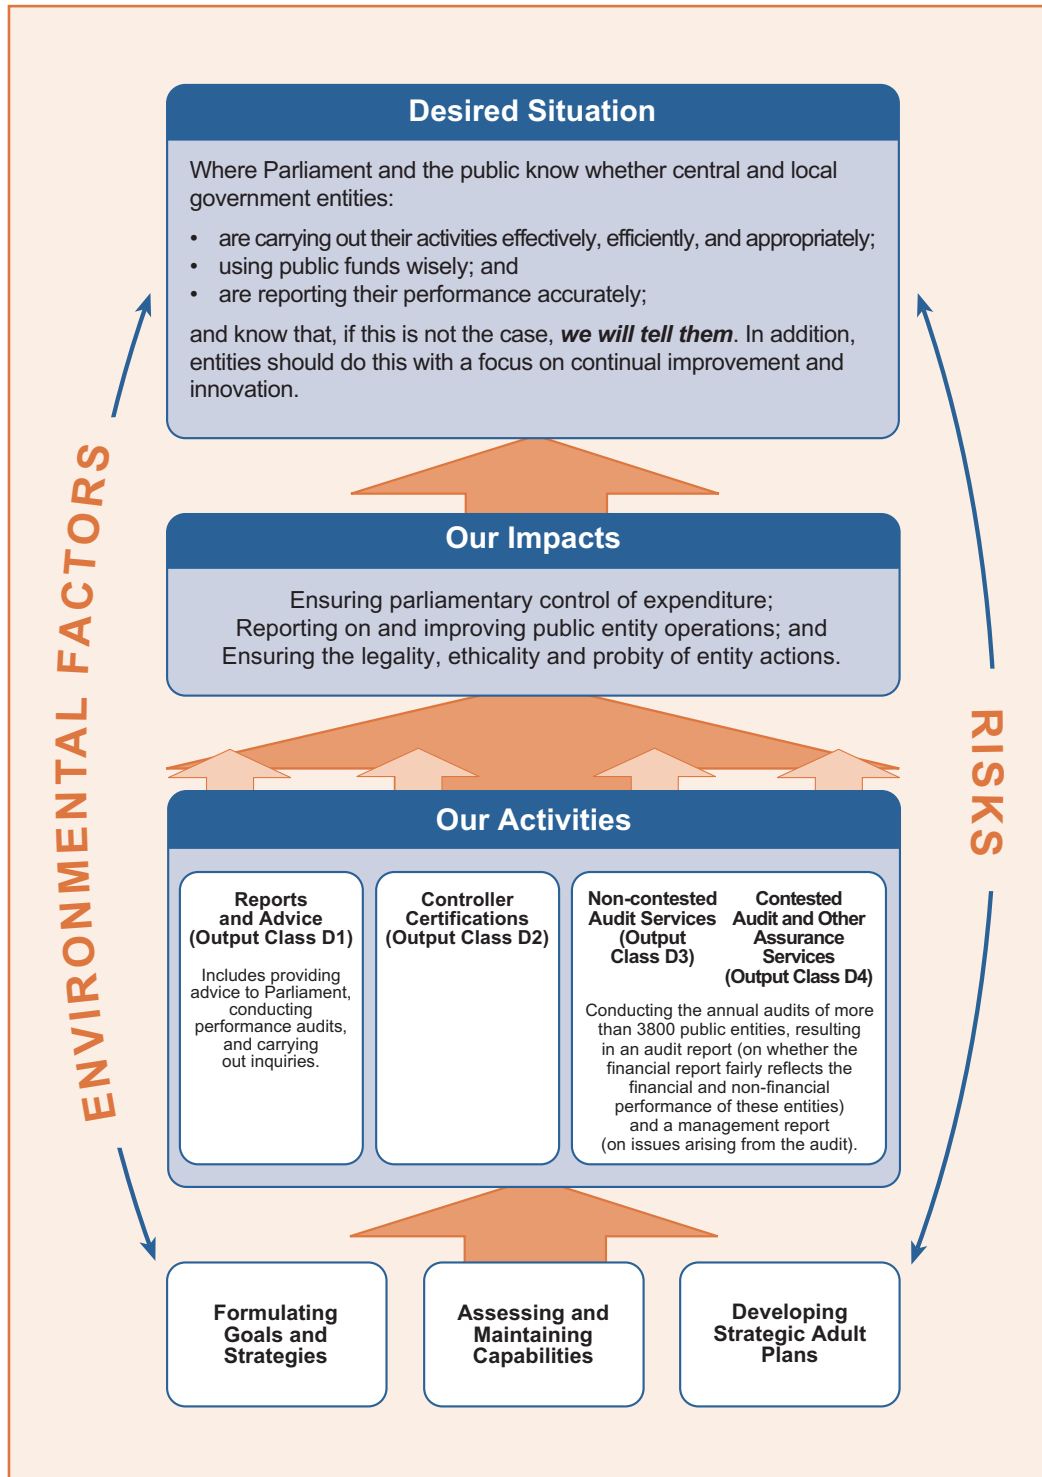 Desired Situation
Where Parliament and the public know whether central and local
government entities:
• are carrying out their activities effectively, efficiently, and appropriately;
• using public funds wisely; and
• are reporting their performance accurately;
and know that, if this is not the case, we will tell them. In addition,
entities should do this with a focus on continual improvement and
innovation.
ENVIRONMENTAL FACTORS
RISKS
Our Impacts
Ensuring parliamentary control of expenditure;
Reporting on and improving public entity operations; and
Ensuring the legality, ethicality and probity of entity actions.
Our Activities
Reports
and Advice
(Output Class D1)
Includes providing
advice to Parliament,
conducting
performance audits,
and carrying
out inquiries.
Controller
Certifications
(Output Class D2)
Non-contested
Audit Services
(Output
Class D3)
Contested
Audit and Other
Assurance
Services
(Output Class D4)
Conducting the annual audits of more
than 3800 public entities, resulting
in an audit report (on whether the
financial report fairly reflects the
financial and non-financial
performance of these entities)
and a management report
(on issues arising from the audit).
Formulating
Goals and
Strategies
Assessing and
Maintaining
Capabilities
Developing
Strategic Adult
Plans